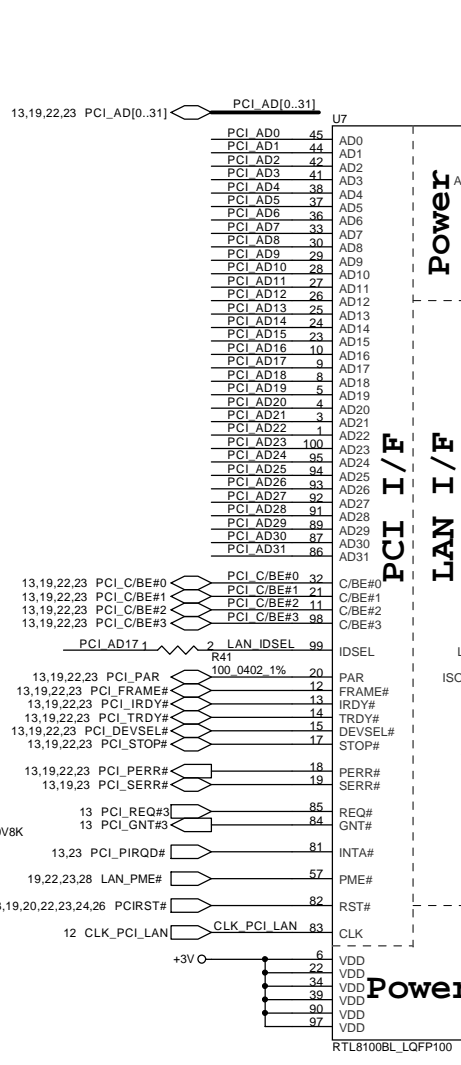 13,19,22,23 PCI_AD[0..31] PCI_AD[0..31]
U7
PCI_AD0 45 AD0
PCI_AD1 44 AD1
PCI_AD2 42 AD2
PCI_AD3 41 AD3
PCI_AD4 38 AD4
PCI_AD5 37 AD5
PCI_AD6 36 AD6
PCI_AD7 33 AD7
PCI_AD8 30 AD8
PCI_AD9 29 AD9
PCI_AD10 28 AD10
PCI_AD11 27 AD11
PCI_AD12 26 AD12
PCI_AD13 25 AD13
PCI_AD14 24 AD14
PCI_AD15 23 AD15
PCI_AD16 10 AD16
PCI_AD17 9 AD17
PCI_AD18 8 AD18
PCI_AD19 5 AD19
PCI_AD20 4 AD20
PCI_AD21 3 AD21
PCI_AD22 1 AD22
PCI_AD23 100 AD23
PCI_AD24 95 AD24
PCI_AD25 94 AD25
PCI_AD26 93 AD26
PCI_AD27 92 AD27
PCI_AD28 91 AD28
PCI_AD29 89 AD29
PCI_AD30 87 AD30
PCI_AD31 86 AD31
Power
PCI I/F
LAN I/F
13,19,22,23 PCI_C/BE#0 PCI_C/BE#0 32 C/BE#0
13,19,22,23 PCI_C/BE#1 PCI_C/BE#1 21 C/BE#1
13,19,22,23 PCI_C/BE#2 PCI_C/BE#2 11 C/BE#2
13,19,22,23 PCI_C/BE#3 PCI_C/BE#3 98 C/BE#3
PCI_AD17 1 2 LAN_IDSEL 99 IDSEL
R41
100_0402_1%
13,19,22,23 PCI_PAR 20 PAR
13,19,22,23 PCI_FRAME# 12 FRAME#
13,19,22,23 PCI_IRDY# 13 IRDY#
13,19,22,23 PCI_TRDY# 14 TRDY#
13,19,22,23 PCI_DEVSEL# 15 DEVSEL#
13,19,22,23 PCI_STOP# 17 STOP#
13,19,22,23 PCI_PERR# 18 PERR#
13,19,23 PCI_SERR# 19 SERR#
13 PCI_REQ#3 85 REQ#
13 PCI_GNT#3 84 GNT#
13,23 PCI_PIRQD# 81 INTA#
19,22,23,28 LAN_PME# 57 PME#
,19,20,22,23,24,26 PCIRST# 82 RST#
12 CLK_PCI_LAN CLK_PCI_LAN 83 CLK
+3V 6 VDD
22 VDD
34 VDD
39 VDD
90 VDD
97 VDD
Power
RTL8100BL_LQFP100